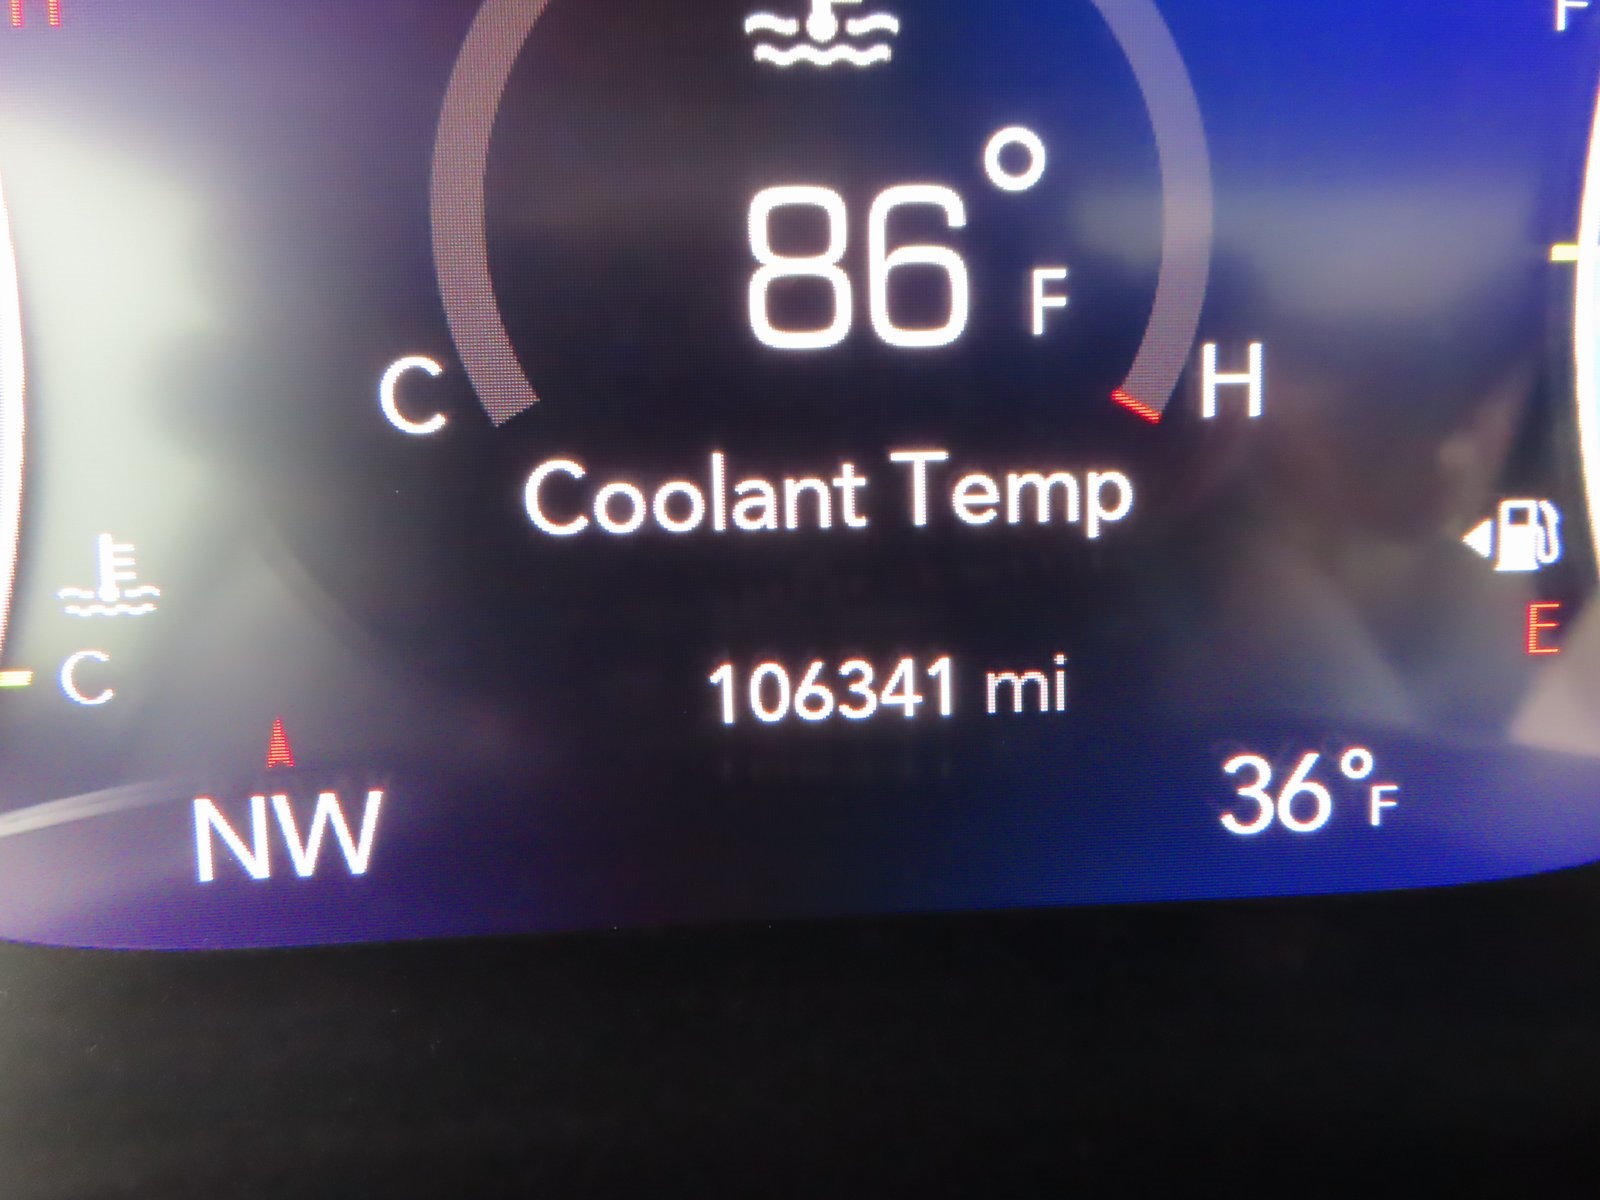 H
F
86°F
C
H
Coolant Temp
E
C
106341 mi
NW
36°F